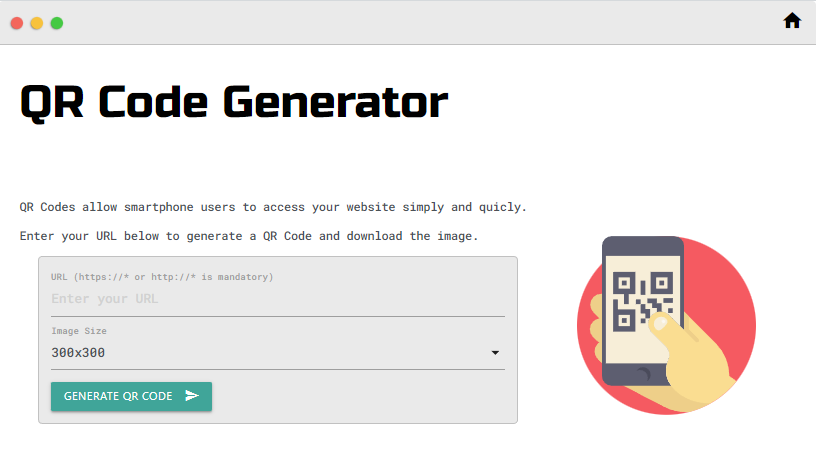 QR Code Generator
QR Codes allow smartphone users to access your website simply and quicly.
Enter your URL below to generate a QR Code and download the image.
URL (https://* or http://* is mandatory)
Enter your URL
Image Size
300x300
GENERATE QR CODE